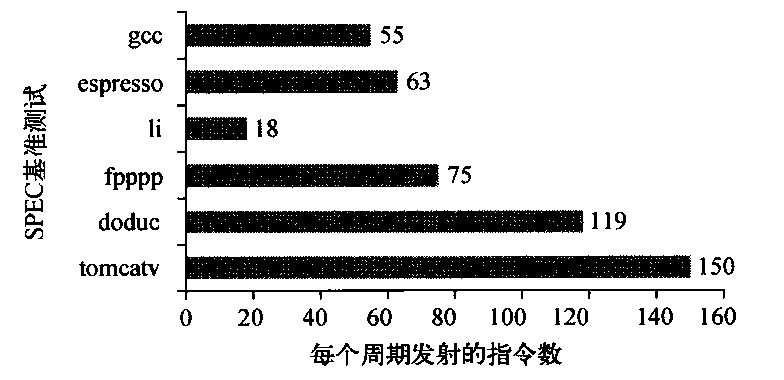 SPEC基准测试
gcc 55
espresso 63
li 18
fpppp 75
doduc 119
tomcatv 150
0 20 40 60 80 100 120 140 160
每个周期发射的指令数